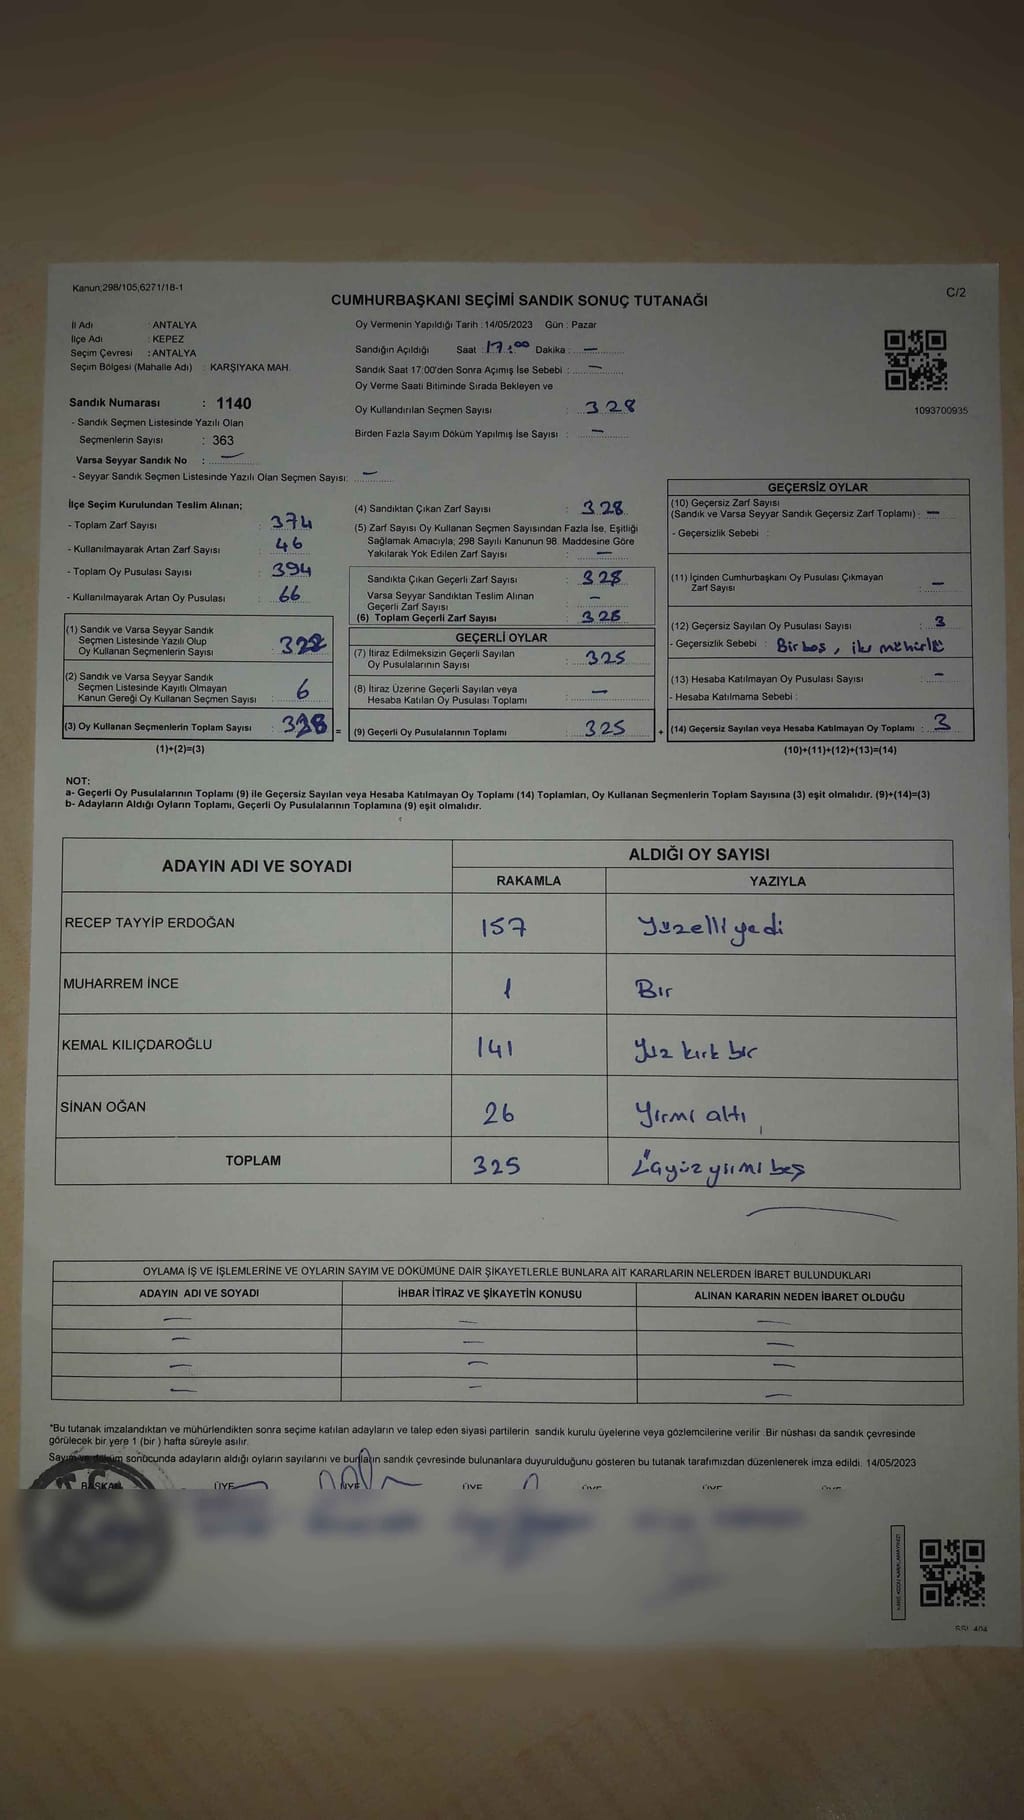 Kanun;298/105,6271/18-1
C/2
CUMHURBAŞKANI SEÇİMİ SANDIK SONUÇ TUTANAĞI
İl Adı : ANTALYA
İlçe Adı : KEPEZ
Seçim Çevresi : ANTALYA
Seçim Bölgesi (Mahalle Adı) : KARŞIYAKA MAH.
Sandık Numarası : 1140
- Sandık Seçmen Listesinde Yazılı Olan
Seçmenlerin Sayısı : 363
Varsa Seyyar Sandık No : —
- Seyyar Sandık Seçmen Listesinde Yazılı Olan Seçmen Sayısı: —
Oy Vermenin Yapıldığı Tarih : 14/05/2023 Gün : Pazar
Sandığın Açıldığı Saat : 17:00 Dakika : —
Sandık Saat 17:00'den Sonra Açımış İse Sebebi : —
Oy Verme Saati Bitiminde Sırada Bekleyen ve
Oy Kullandırılan Seçmen Sayısı : 328
Birden Fazla Sayım Döküm Yapılmış İse Sayısı : —
1093700935
İlçe Seçim Kurulundan Teslim Alınan;
- Toplam Zarf Sayısı : 374
- Kullanılmayarak Artan Zarf Sayısı : 46
- Toplam Oy Pusulası Sayısı : 394
- Kullanılmayarak Artan Oy Pusulası : 66
(1) Sandık ve Varsa Seyyar Sandık
Seçmen Listesinde Yazılı Olup
Oy Kullanan Seçmenlerin Sayısı : 322
(2) Sandık ve Varsa Seyyar Sandık
Seçmen Listesinde Kayıtlı Olmayan
Kanun Gereği Oy Kullanan Seçmen Sayısı : 6
(3) Oy Kullanan Seçmenlerin Toplam Sayısı : 328 =
(1)+(2)=(3)
(4) Sandıktan Çıkan Zarf Sayısı : 328
(5) Zarf Sayısı Oy Kullanan Seçmen Sayısından Fazla İse, Eşitliği
Sağlamak Amacıyla; 298 Sayılı Kanunun 98. Maddesine Göre
Yakılarak Yok Edilen Zarf Sayısı : —
Sandıkta Çıkan Geçerli Zarf Sayısı : 328
Varsa Seyyar Sandıktan Teslim Alınan
Geçerli Zarf Sayısı : —
(6) Toplam Geçerli Zarf Sayısı : 328
GEÇERLİ OYLAR
(7) İtiraz Edilmeksizin Geçerli Sayılan
Oy Pusulalarının Sayısı : 325
(8) İtiraz Üzerine Geçerli Sayılan veya
Hesaba Katılan Oy Pusulası Toplamı : —
(9) Geçerli Oy Pusulalarının Toplamı : 325 +
GEÇERSİZ OYLAR
(10) Geçersiz Zarf Sayısı
(Sandık ve Varsa Seyyar Sandık Geçersiz Zarf Toplamı) : —
- Geçersizlik Sebebi :
(11) İçinden Cumhurbaşkanı Oy Pusulası Çıkmayan
Zarf Sayısı : —
(12) Geçersiz Sayılan Oy Pusulası Sayısı : 3
- Geçersizlik Sebebi : Bir boş, iki mühürlü
(13) Hesaba Katılmayan Oy Pusulası Sayısı : —
- Hesaba Katılmama Sebebi :
(14) Geçersiz Sayılan veya Hesaba Katılmayan Oy Toplamı : 3
(10)+(11)+(12)+(13)=(14)
NOT:
a- Geçerli Oy Pusulalarının Toplamı (9) ile Geçersiz Sayılan veya Hesaba Katılmayan Oy Toplamı (14) Toplamları, Oy Kullanan Seçmenlerin Toplam Sayısına (3) eşit olmalıdır. (9)+(14)=(3)
b- Adayların Aldığı Oyların Toplamı, Geçerli Oy Pusulalarının Toplamına (9) eşit olmalıdır.
ADAYIN ADI VE SOYADI
ALDIĞI OY SAYISI
RAKAMLA YAZIYLA
RECEP TAYYİP ERDOĞAN 157 Yüzelli yedi
MUHARREM İNCE 1 Bir
KEMAL KILIÇDAROĞLU 141 Yüz kırk bir
SİNAN OĞAN 26 Yirmi altı
TOPLAM 325 Üçyüz yirmi beş
OYLAMA İŞ VE İŞLEMLERİNE VE OYLARIN SAYIM VE DÖKÜMÜNE DAİR ŞİKAYETLERLE BUNLARA AİT KARARLARIN NELERDEN İBARET BULUNDUKLARI
ADAYIN ADI VE SOYADI İHBAR İTİRAZ VE ŞİKAYETİN KONUSU ALINAN KARARIN NEDEN İBARET OLDUĞU
— — —
— — —
— — —
— — —
*Bu tutanak imzalandıktan ve mühürlendikten sonra seçime katılan adayların ve talep eden siyasi partilerin sandık kurulu üyelerine veya gözlemcilerine verilir. Bir nüshası da sandık çevresinde
görülecek bir yere 1 (bir ) hafta süreyle asılır.
Sayım ve döküm sonucunda adayların aldığı oyların sayılarını ve bunların sandık çevresinde bulunanlara duyurulduğunu gösteren bu tutanak tarafımızdan düzenlenerek imza edildi. 14/05/2023
BAŞKAN ÜYE ÜYE ÜYE ÜYE ÜYE ÜYE